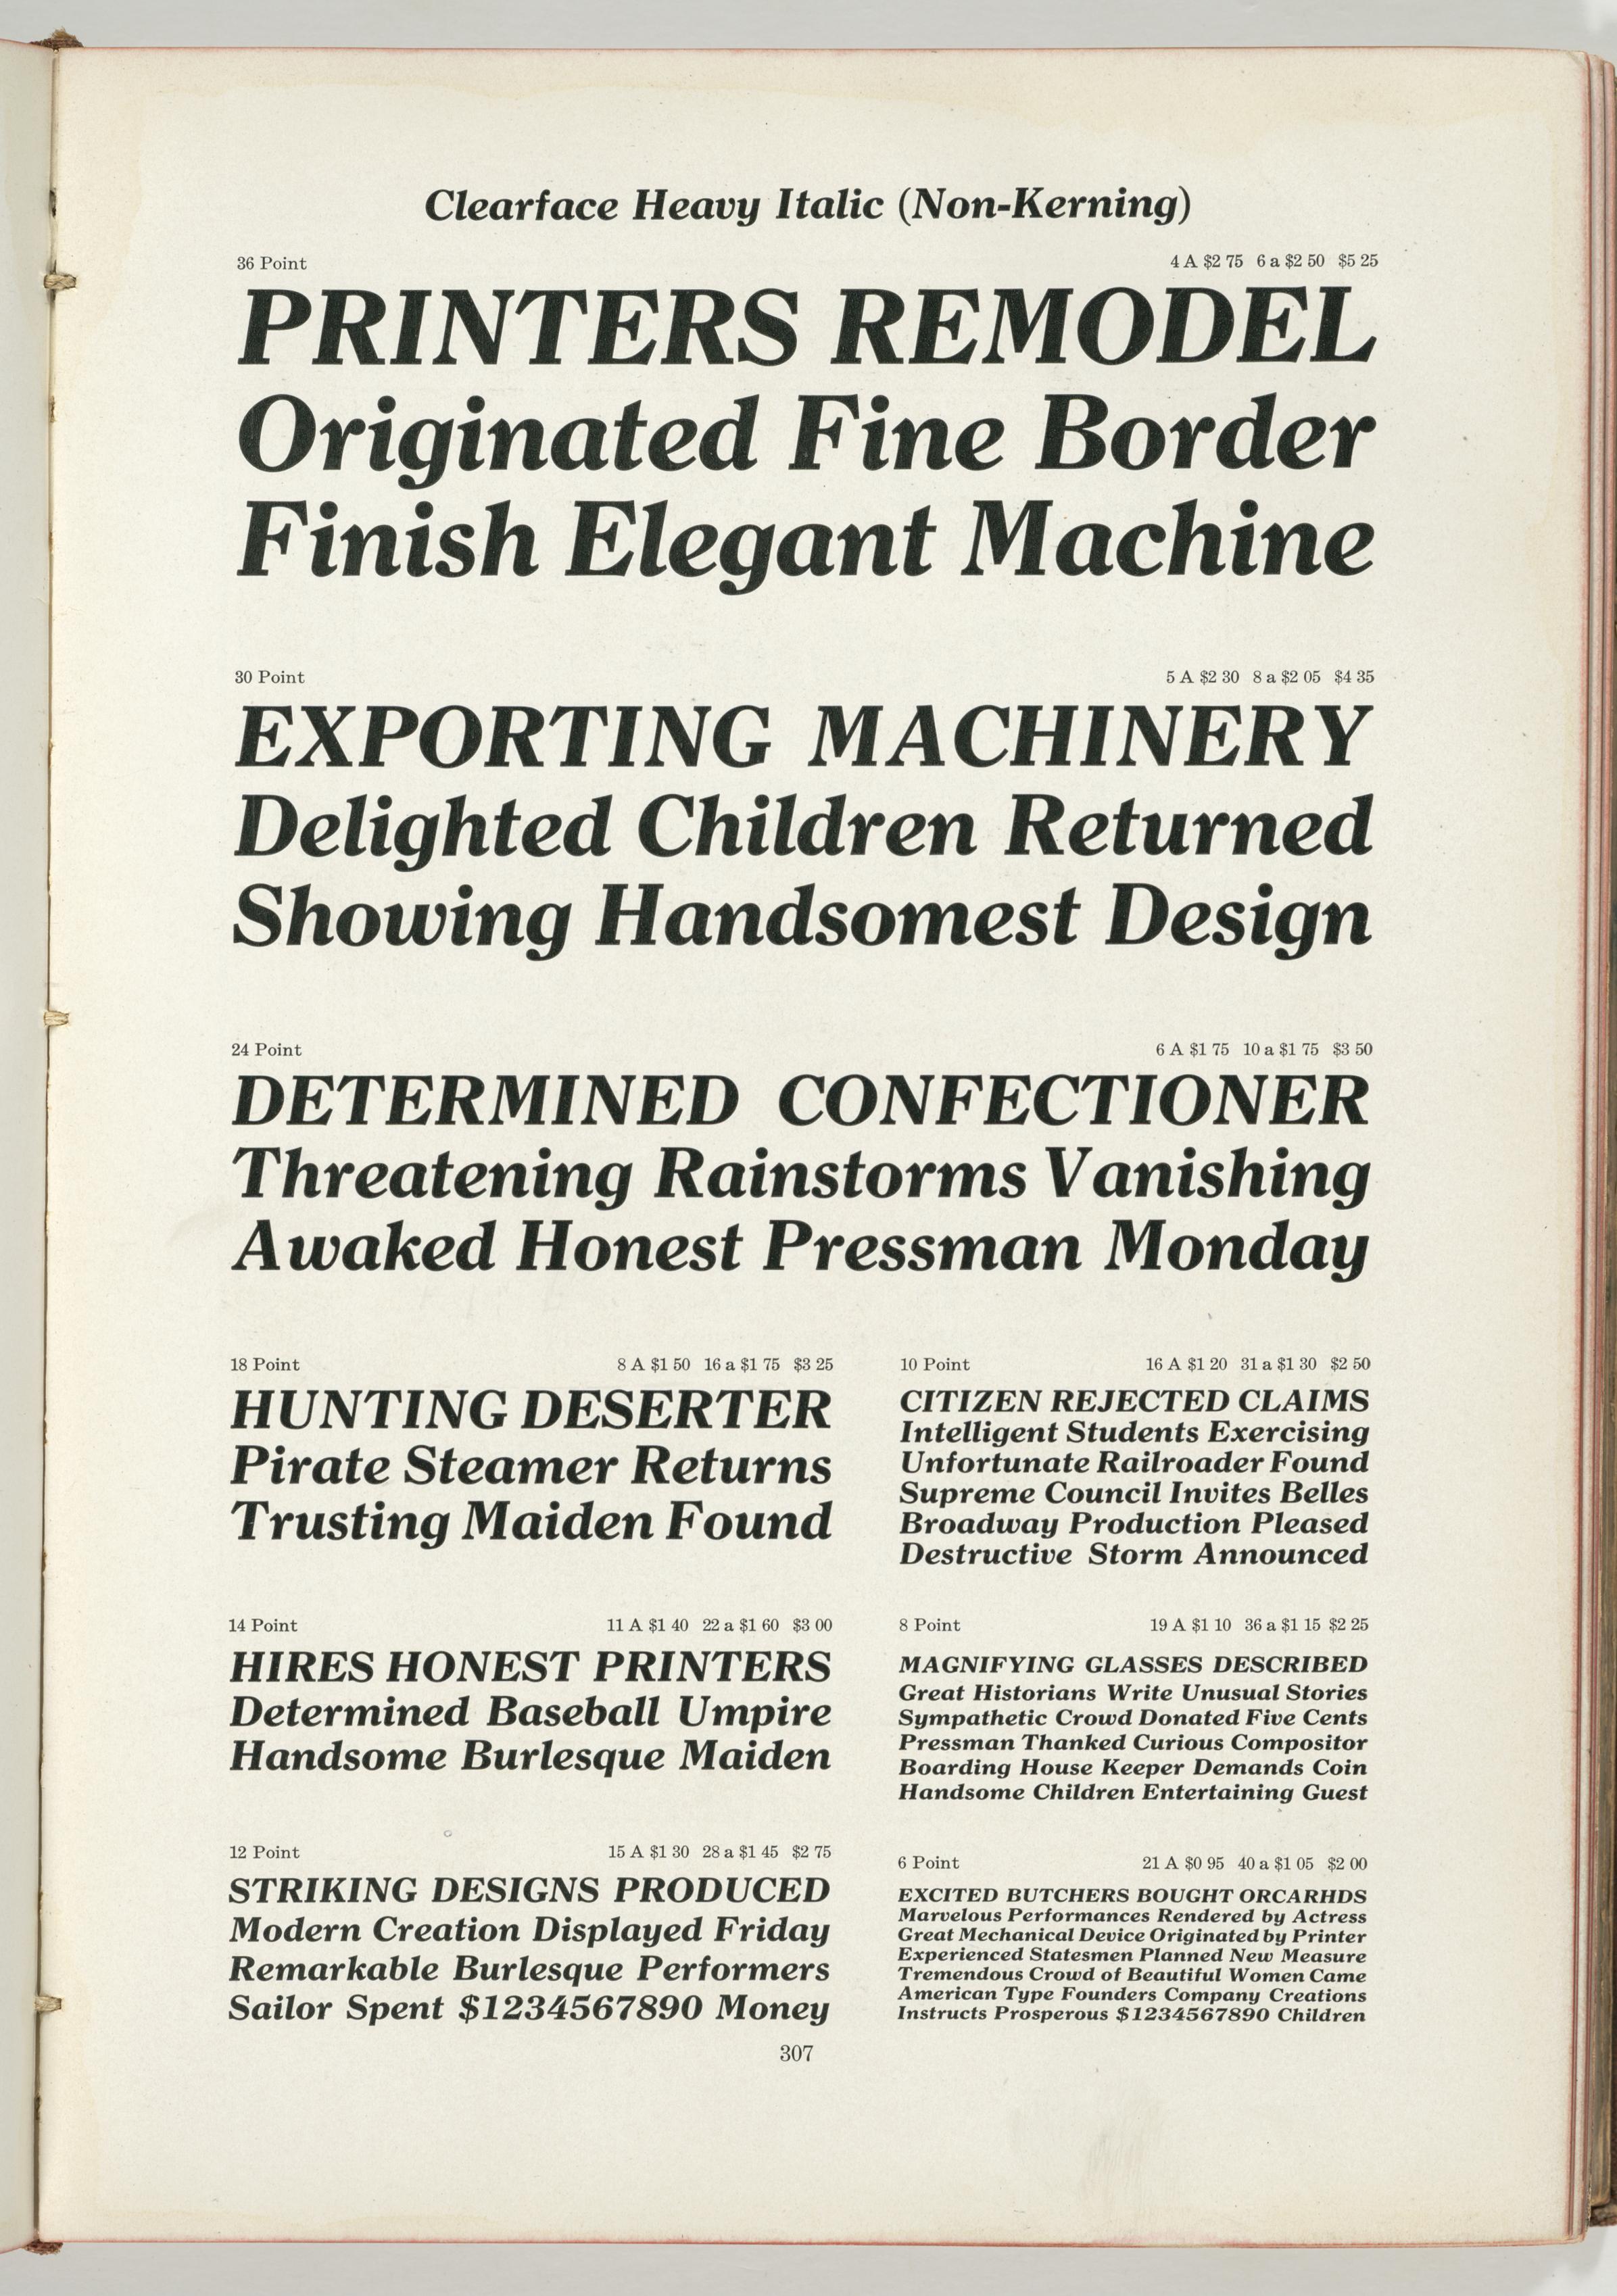 Clearface Heavy Italic (Non-Kerning)
36 Point 4 A $2 75 6 a $2 50 $5 25
PRINTERS REMODEL
Originated Fine Border
Finish Elegant Machine
30 Point 5 A $2 30 8 a $2 05 $4 35
EXPORTING MACHINERY
Delighted Children Returned
Showing Handsomest Design
24 Point 6 A $1 75 10 a $1 75 $3 50
DETERMINED CONFECTIONER
Threatening Rainstorms Vanishing
Awaked Honest Pressman Monday
18 Point 8 A $1 50 16 a $1 75 $3 25
HUNTING DESERTER
Pirate Steamer Returns
Trusting Maiden Found
14 Point 11 A $1 40 22 a $1 60 $3 00
HIRES HONEST PRINTERS
Determined Baseball Umpire
Handsome Burlesque Maiden
12 Point 15 A $1 30 28 a $1 45 $2 75
STRIKING DESIGNS PRODUCED
Modern Creation Displayed Friday
Remarkable Burlesque Performers
Sailor Spent $1234567890 Money
10 Point 16 A $1 20 31 a $1 30 $2 50
CITIZEN REJECTED CLAIMS
Intelligent Students Exercising
Unfortunate Railroader Found
Supreme Council Invites Belles
Broadway Production Pleased
Destructive Storm Announced
8 Point 19 A $1 10 36 a $1 15 $2 25
MAGNIFYING GLASSES DESCRIBED
Great Historians Write Unusual Stories
Sympathetic Crowd Donated Five Cents
Pressman Thanked Curious Compositor
Boarding House Keeper Demands Coin
Handsome Children Entertaining Guest
6 Point 21 A $0 95 40 a $1 05 $2 00
EXCITED BUTCHERS BOUGHT ORCARHDS
Marvelous Performances Rendered by Actress
Great Mechanical Device Originated by Printer
Experienced Statesmen Planned New Measure
Tremendous Crowd of Beautiful Women Came
American Type Founders Company Creations
Instructs Prosperous $1234567890 Children
307